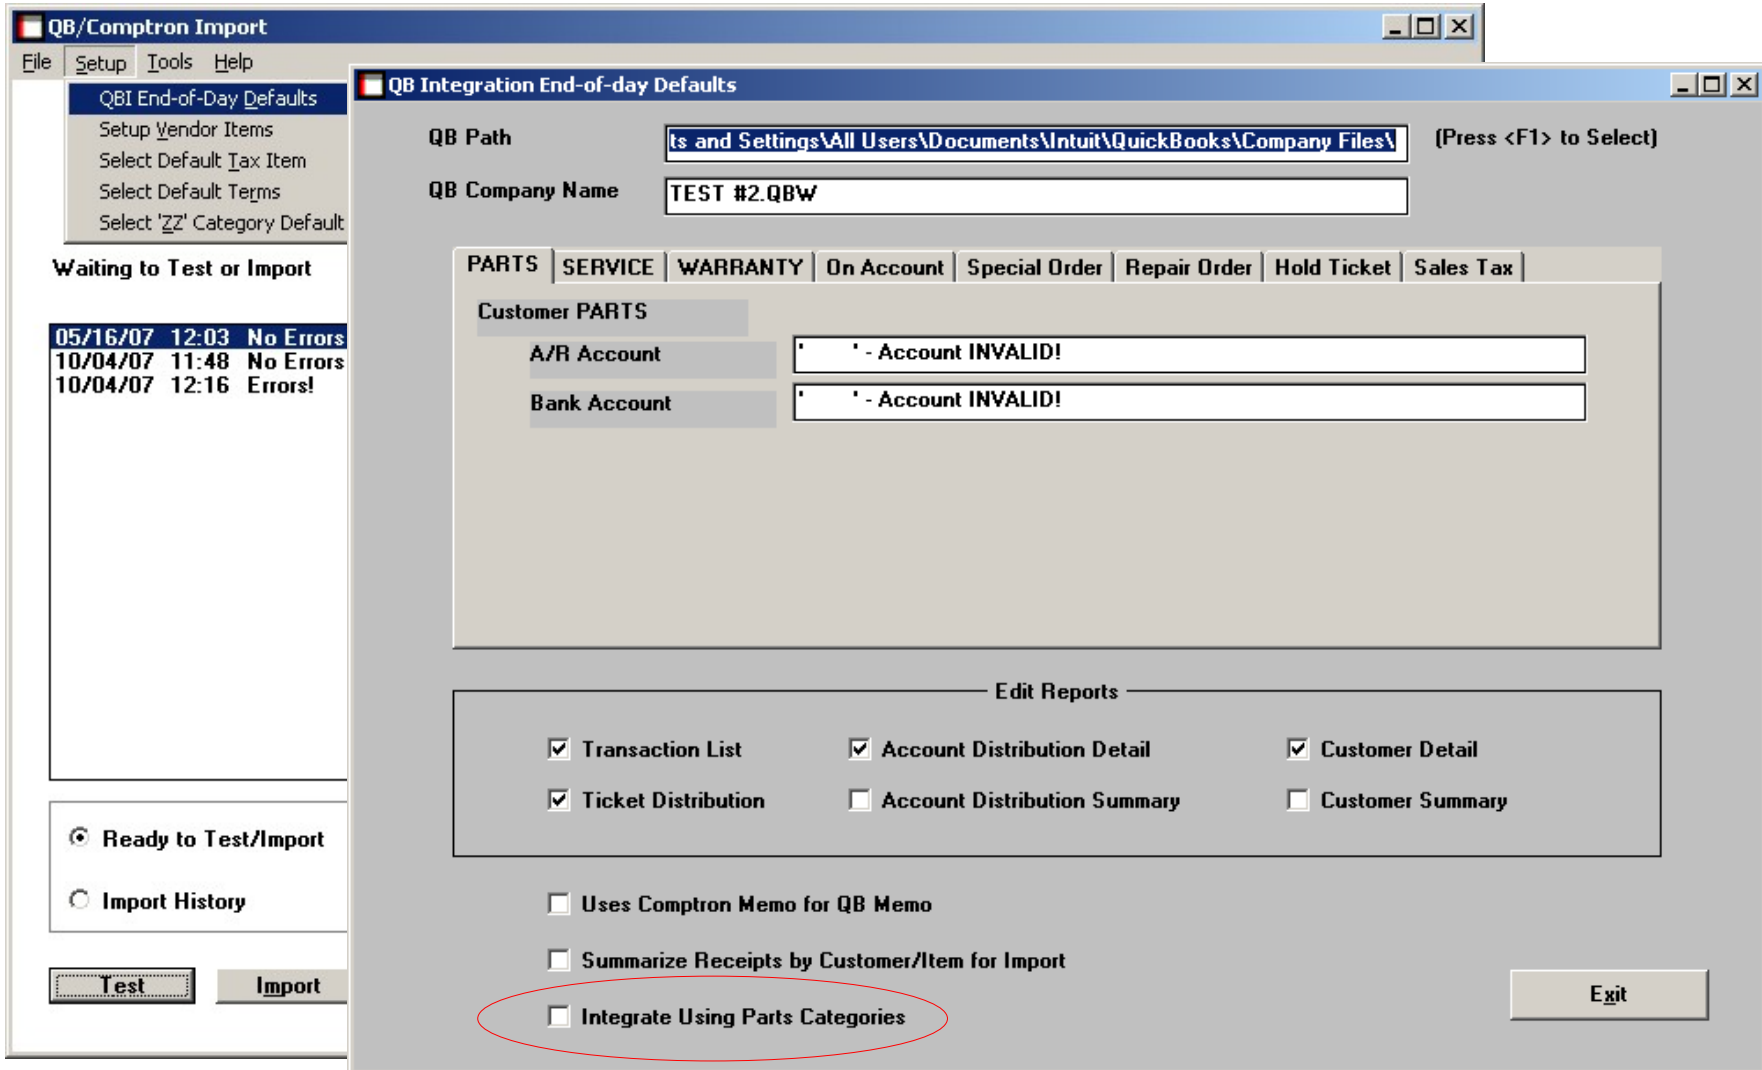 QB/Comptron Import
File Setup Tools Help
QBI End-of-Day Defaults
Setup Vendor Items
Select Default Tax Item
Select Default Terms
Select 'ZZ' Category Default
Waiting to Test or Import
05/16/07 12:03 No Errors
10/04/07 11:48 No Errors
10/04/07 12:16 Errors!
Ready to Test/Import
Import History
Test Import
QB Integration End-of-day Defaults
QB Path ts and Settings\All Users\Documents\Intuit\QuickBooks\Company Files\ (Press <F1> to Select)
QB Company Name TEST #2.QBW
PARTS SERVICE WARRANTY On Account Special Order Repair Order Hold Ticket Sales Tax
Customer PARTS
A/R Account ' ' - Account INVALID!
Bank Account ' ' - Account INVALID!
Edit Reports
Transaction List Account Distribution Detail Customer Detail
Ticket Distribution Account Distribution Summary Customer Summary
Uses Comptron Memo for QB Memo
Summarize Receipts by Customer/Item for Import
Integrate Using Parts Categories
Exit